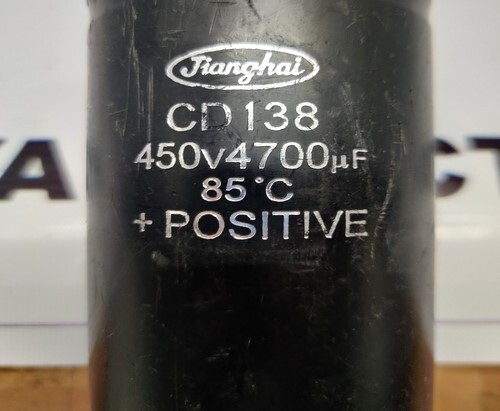 Jianghai
CD138
450V4700µF
85°C
+ POSITIVE